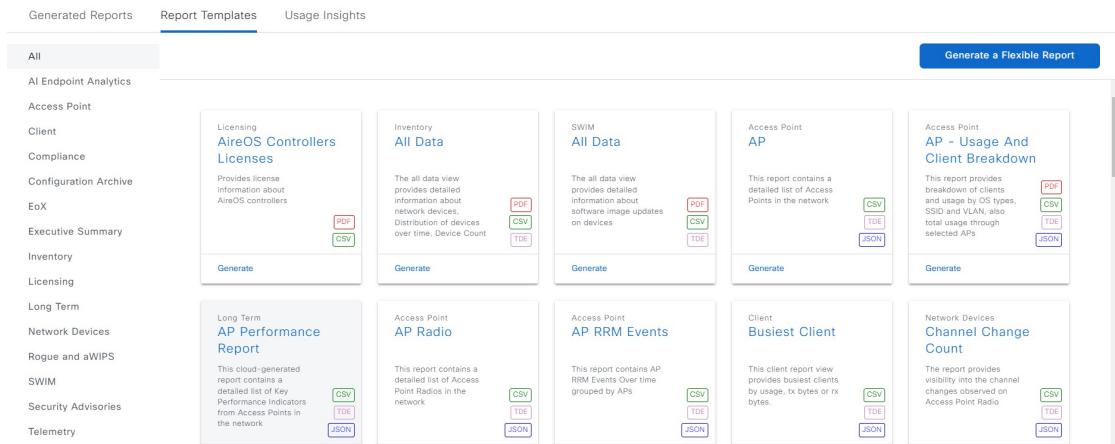 Generated Reports
Report Templates
Usage Insights
All
AI Endpoint Analytics
Access Point
Client
Compliance
Configuration Archive
EoX
Executive Summary
Inventory
Licensing
Long Term
Network Devices
Rogue and aWIPS
SWIM
Security Advisories
Telemetry
Generate a Flexible Report
Licensing
AireOS Controllers
Licenses
Provides license
information about
AireOS controllers
PDF
CSV
Generate
Inventory
All Data
The all data view
provides detailed
information about
network devices,
Distribution of devices
over time, Device Count
PDF
CSV
TDE
Generate
SWIM
All Data
The all data view
provides detailed
information about
software image updates
on devices
PDF
CSV
TDE
Generate
Access Point
AP
This report contains a
detailed list of Access
Points in the network
CSV
TDE
JSON
Generate
Access Point
AP - Usage And
Client Breakdown
This report provides
breakdown of clients
and usage by OS types,
SSID and VLAN, also
total usage through
selected APs
PDF
CSV
TDE
JSON
Generate
Long Term
AP Performance
Report
This cloud-generated
report contains a
detailed list of Key
Performance Indicators
from Access Points in
the network
CSV
TDE
JSON
Access Point
AP Radio
This report contains a
detailed list of Access
Point Radios in the
network
CSV
TDE
JSON
Access Point
AP RRM Events
This report contains AP
RRM Events Over time
grouped by APs
CSV
TDE
JSON
Client
Busiest Client
This client report view
provides busiest clients
by usage, tx bytes or rx
bytes.
CSV
TDE
JSON
Network Devices
Channel Change
Count
The report provides
visibility into the channel
changes observed on
Access Point Radio
CSV
TDE
JSON